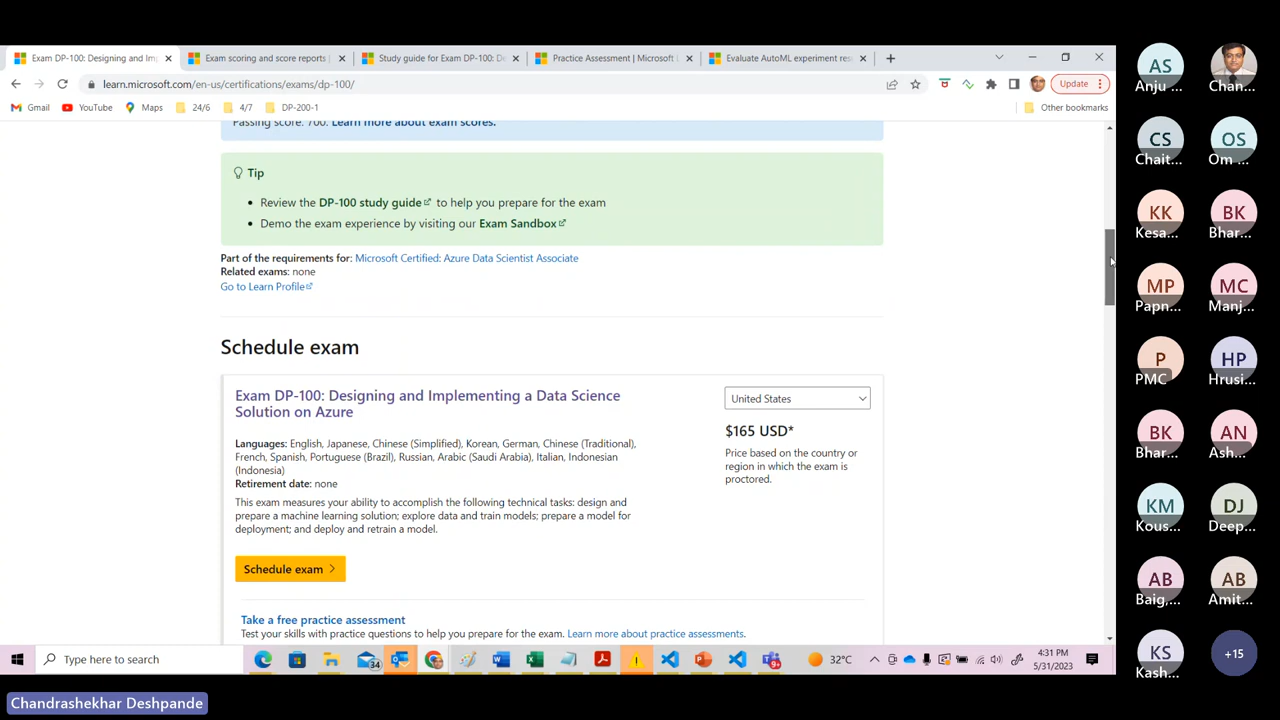 Exam DP-100: Designing and Im
Exam scoring and score reports
Study guide for Exam DP-100: De
Practice Assessment | Microsoft L
Evaluate AutoML experiment res
learn.microsoft.com/en-us/certifications/exams/dp-100/
Update
Gmail
YouTube
Maps
24/6
4/7
DP-200-1
Other bookmarks
Passing score: 700. Learn more about exam scores.
Tip
• Review the DP-100 study guide to help you prepare for the exam
• Demo the exam experience by visiting our Exam Sandbox
Part of the requirements for: Microsoft Certified: Azure Data Scientist Associate
Related exams: none
Go to Learn Profile
Schedule exam
Exam DP-100: Designing and Implementing a Data Science
Solution on Azure
Languages: English, Japanese, Chinese (Simplified), Korean, German, Chinese (Traditional),
French, Spanish, Portuguese (Brazil), Russian, Arabic (Saudi Arabia), Italian, Indonesian
(Indonesia)
Retirement date: none
This exam measures your ability to accomplish the following technical tasks: design and
prepare a machine learning solution; explore data and train models; prepare a model for
deployment; and deploy and retrain a model.
Schedule exam
United States
$165 USD*
Price based on the country or
region in which the exam is
proctored.
Take a free practice assessment
Test your skills with practice questions to help you prepare for the exam. Learn more about practice assessments.
Type here to search
34
9+
32°C
4:31 PM
5/31/2023
Chandrashekhar Deshpande
AS
Anju ...
Chan...
CS
Chait...
OS
Om ...
KK
Kesa...
BK
Bhar...
MP
Papn...
MC
Manj...
P
PMC
HP
Hrusi...
BK
Bhar...
AN
Ash...
KM
Kous...
DJ
Deep...
AB
Baig,...
AB
Amit...
KS
Kash...
+15